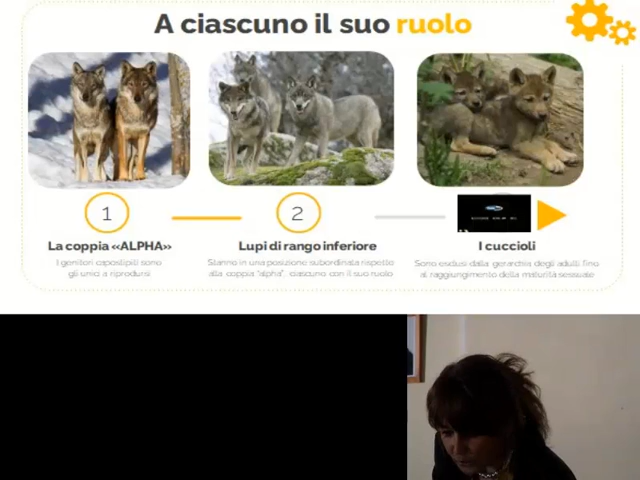 A ciascuno il suo ruolo
1
2
La coppia «ALPHA»
Lupi di rango inferiore
I cuccioli
I genitori capostipiti sono
gli unici a riprodursi
Stanno in una posizione subordinata rispetto
alla coppia "alpha", ciascuno con il suo ruolo
Sono esclusi dalla gerarchia degli adulti fino
al raggiungimento della maturità sessuale